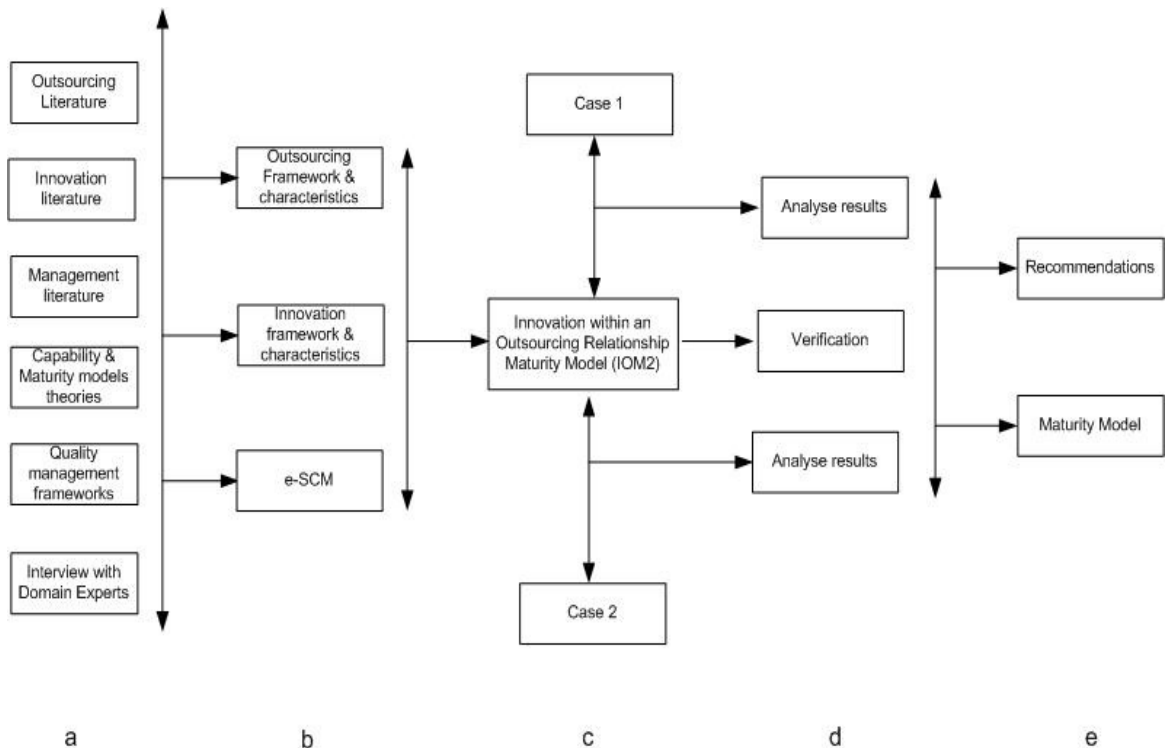 Outsourcing
Literature
Innovation
literature
Management
literature
Capability &
Maturity models
theories
Quality
management
frameworks
Interview with
Domain Experts
Outsourcing
Framework &
characteristics
Innovation
framework &
characteristics
e-SCM
Case 1
Innovation within an
Outsourcing Relationship
Maturity Model (IOM2)
Case 2
Analyse results
Verification
Analyse results
Recommendations
Maturity Model
a
b
c
d
e